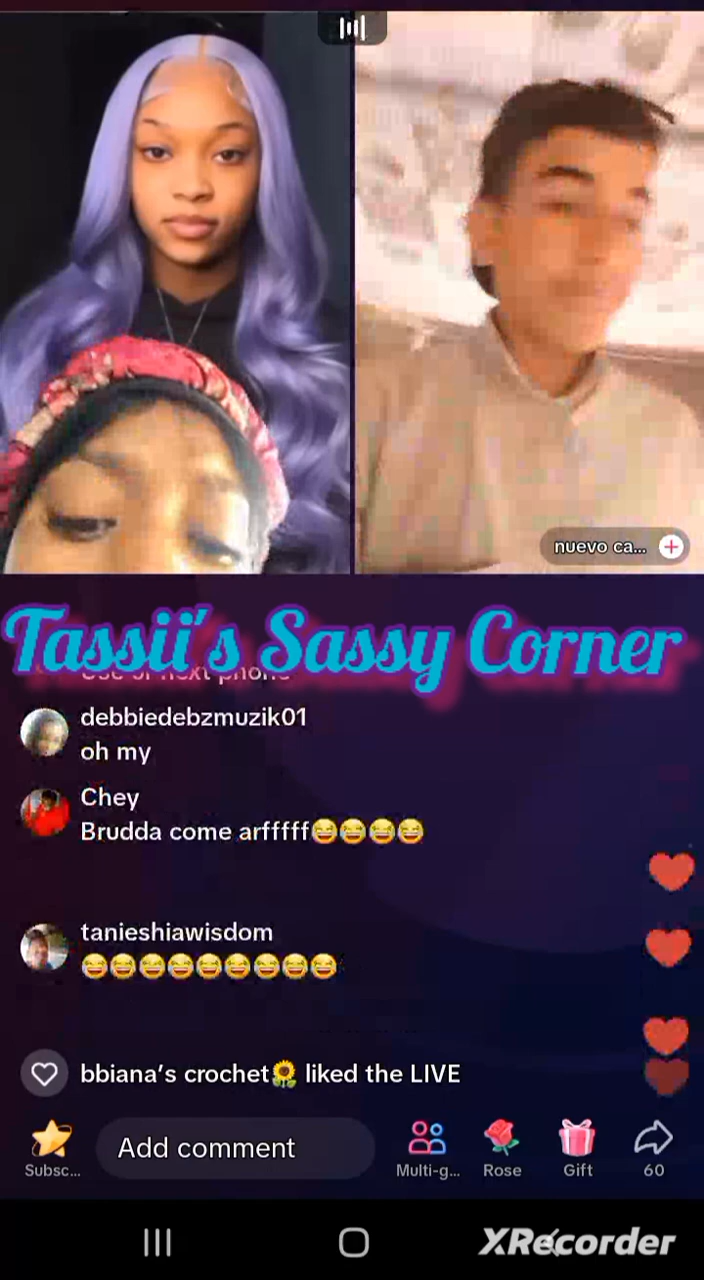 nuevo ca...
Tassii's Sassy Corner
debbiedebzmuzik01
oh my
Chey
Brudda come arfffff😂😂😂😂
tanieshiawisdom
😂😂😂😂😂😂😂😂😂
bbiana’s crochet🌻 liked the LIVE
Subsc...
Add comment
Multi-g...
Rose
Gift
60
XRecorder